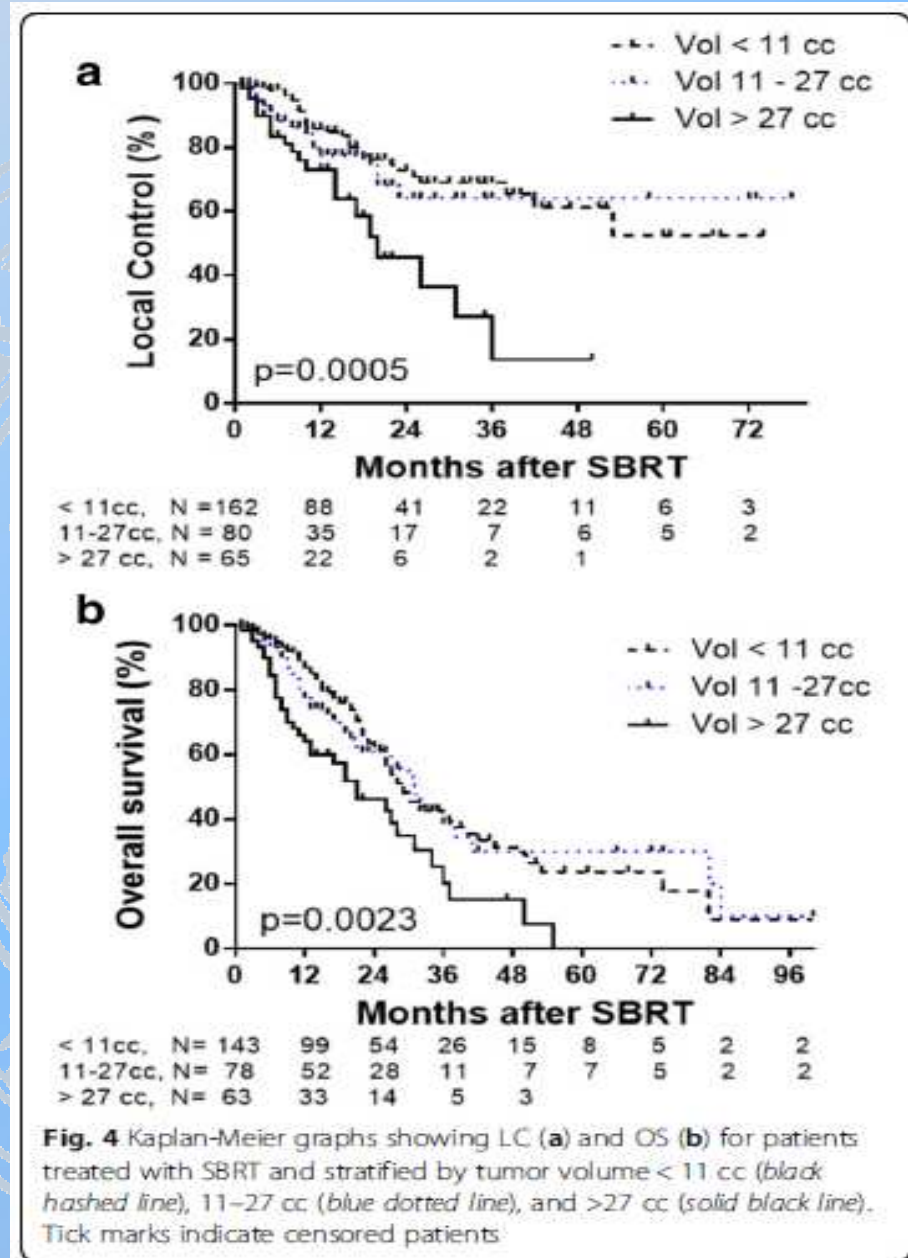 a
Vol < 11 cc
Vol 11 - 27 cc
Vol > 27 cc
100
80
60
40
20
0
Local Control (%)
p=0.0005
0 12 24 36 48 60 72
Months after SBRT
< 11cc, N =162 88 41 22 11 6 3
11-27cc, N = 80 35 17 7 6 5 2
> 27 cc, N = 65 22 6 2 1
b
Vol < 11 cc
Vol 11 -27cc
Vol > 27 cc
100
80
60
40
20
0
Overall survival (%)
p=0.0023
0 12 24 36 48 60 72 84 96
Months after SBRT
< 11cc, N= 143 99 54 26 15 8 5 2 2
11-27cc, N= 78 52 28 11 7 7 5 2 2
> 27 cc, N= 63 33 14 5 3
Fig. 4 Kaplan-Meier graphs showing LC (a) and OS (b) for patients
treated with SBRT and stratified by tumor volume < 11 cc (black
hashed line), 11–27 cc (blue dotted line), and >27 cc (solid black line).
Tick marks indicate censored patients